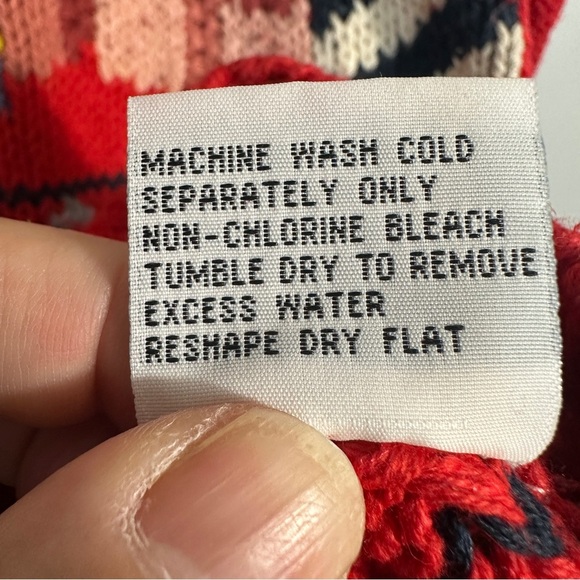 MACHINE WASH COLD
SEPARATELY ONLY
NON-CHLORINE BLEACH
TUMBLE DRY TO REMOVE
EXCESS WATER
RESHAPE DRY FLAT